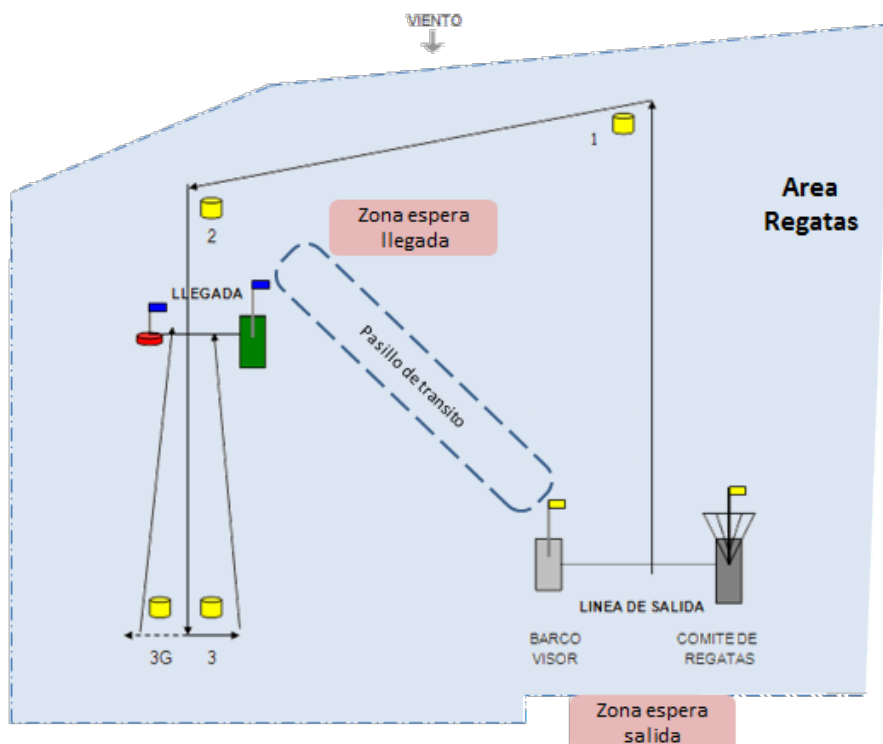 VIENTO
1
Area
Regatas
Zona espera
llegada
2
LLEGADA
Pasillo de transito
LINEA DE SALIDA
3G
3
BARCO
VISOR
COMITE DE
REGATAS
Zona espera
salida